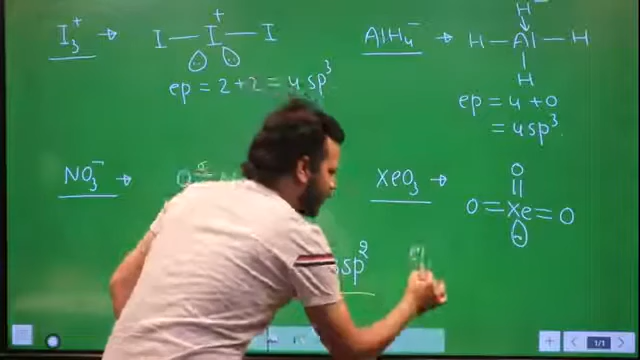 I₃⁺ → I — I⁺ — I
ep = 2 + 2 = 4 sp³
AlH₄⁻ → H — Al — H
H⁻
H
ep = 4 + 0
= 4 sp³.
NO₃⁻ →
sp²
XeO₃ → O = Xe = O
O
1/1